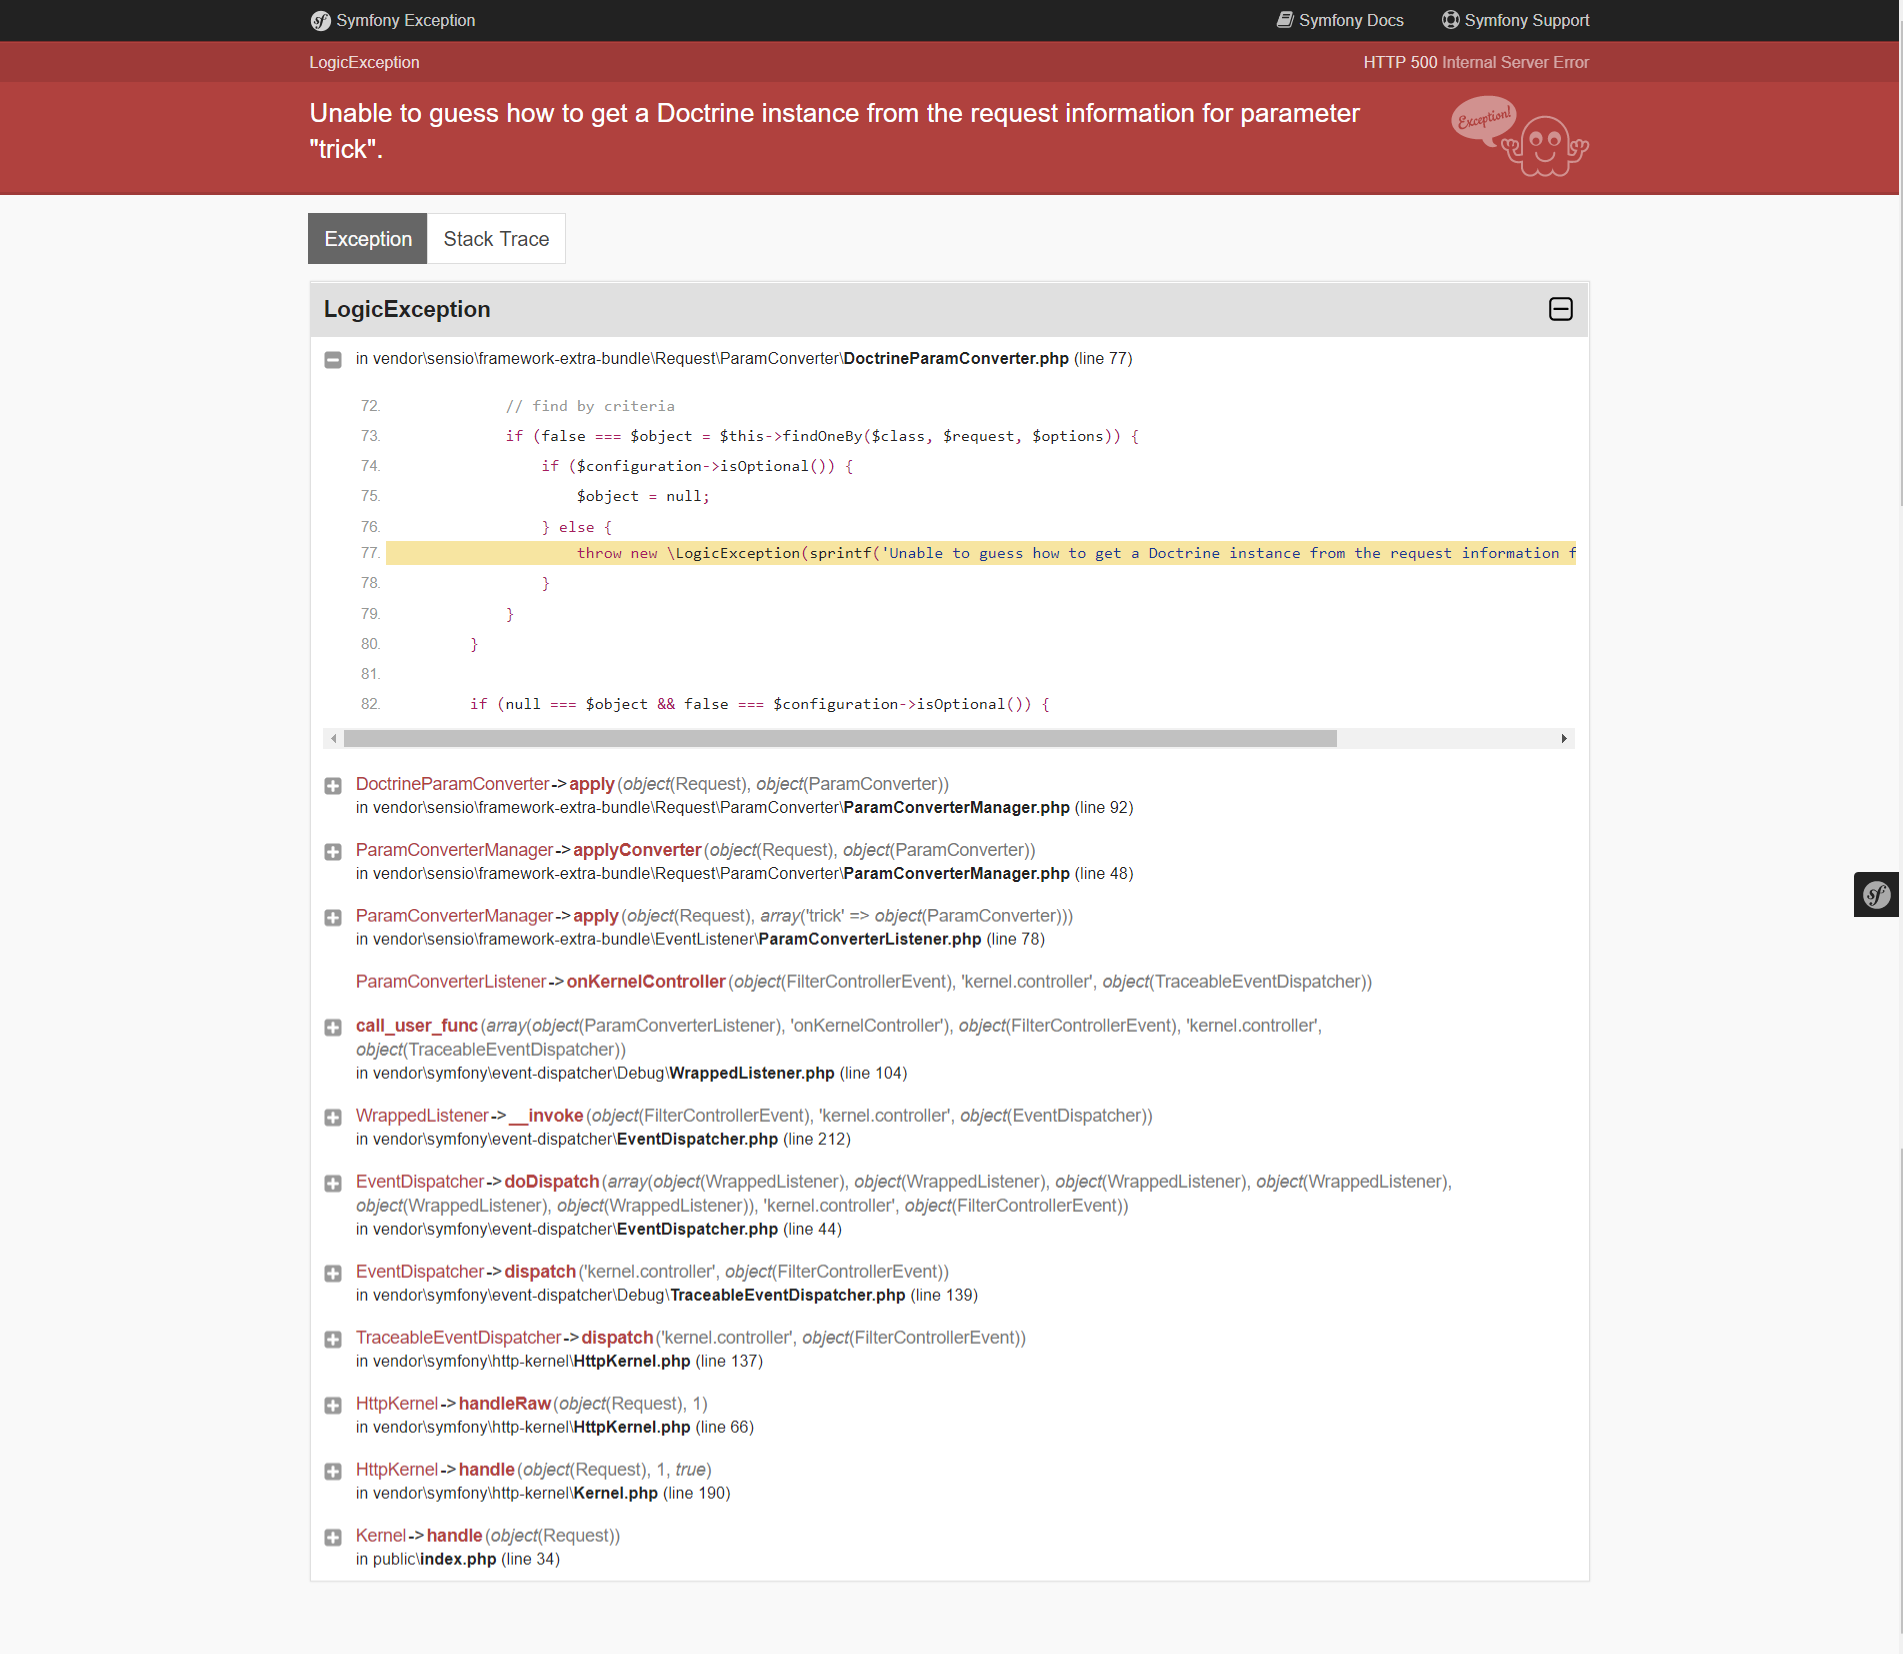 Symfony Exception
Symfony Docs
Symfony Support
LogicException
HTTP 500 Internal Server Error
Unable to guess how to get a Doctrine instance from the request information for parameter
"trick".
Exception!
Exception
Stack Trace
LogicException
in vendor\sensio\framework-extra-bundle\Request\ParamConverter\DoctrineParamConverter.php (line 77)
72. // find by criteria
73. if (false === $object = $this->findOneBy($class, $request, $options)) {
74. if ($configuration->isOptional()) {
75. $object = null;
76. } else {
77. throw new \LogicException(sprintf('Unable to guess how to get a Doctrine instance from the request information f
78. }
79. }
80. }
81.
82. if (null === $object && false === $configuration->isOptional()) {
DoctrineParamConverter->apply(object(Request), object(ParamConverter))
in vendor\sensio\framework-extra-bundle\Request\ParamConverter\ParamConverterManager.php (line 92)
ParamConverterManager->applyConverter(object(Request), object(ParamConverter))
in vendor\sensio\framework-extra-bundle\Request\ParamConverter\ParamConverterManager.php (line 48)
ParamConverterManager->apply(object(Request), array('trick' => object(ParamConverter)))
in vendor\sensio\framework-extra-bundle\EventListener\ParamConverterListener.php (line 78)
ParamConverterListener->onKernelController(object(FilterControllerEvent), 'kernel.controller', object(TraceableEventDispatcher))
call_user_func(array(object(ParamConverterListener), 'onKernelController'), object(FilterControllerEvent), 'kernel.controller',
object(TraceableEventDispatcher))
in vendor\symfony\event-dispatcher\Debug\WrappedListener.php (line 104)
WrappedListener->__invoke(object(FilterControllerEvent), 'kernel.controller', object(EventDispatcher))
in vendor\symfony\event-dispatcher\EventDispatcher.php (line 212)
EventDispatcher->doDispatch(array(object(WrappedListener), object(WrappedListener), object(WrappedListener), object(WrappedListener),
object(WrappedListener), object(WrappedListener)), 'kernel.controller', object(FilterControllerEvent))
in vendor\symfony\event-dispatcher\EventDispatcher.php (line 44)
EventDispatcher->dispatch('kernel.controller', object(FilterControllerEvent))
in vendor\symfony\event-dispatcher\Debug\TraceableEventDispatcher.php (line 139)
TraceableEventDispatcher->dispatch('kernel.controller', object(FilterControllerEvent))
in vendor\symfony\http-kernel\HttpKernel.php (line 137)
HttpKernel->handleRaw(object(Request), 1)
in vendor\symfony\http-kernel\HttpKernel.php (line 66)
HttpKernel->handle(object(Request), 1, true)
in vendor\symfony\http-kernel\Kernel.php (line 190)
Kernel->handle(object(Request))
in public\index.php (line 34)